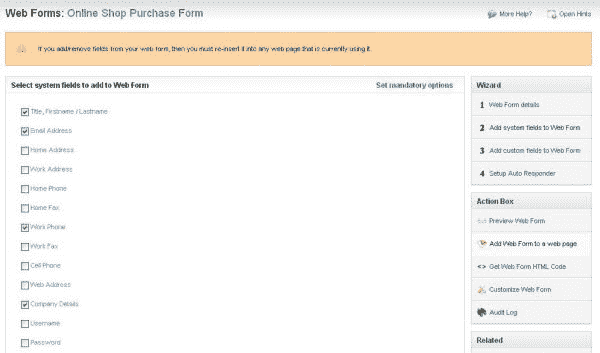 Web Forms: Online Shop Purchase Form
More Help?
Open Hints
If you add/remove fields from your web form, then you must re-insert it into any web page that is currently using it.
Select system fields to add to Web Form
Set mandatory options
Title, Firstname / Lastname
Email Address
Home Address
Work Address
Home Phone
Home Fax
Work Phone
Work Fax
Cell Phone
Web Address
Company Details
Username
Password
Wizard
1 Web Form details
2 Add system fields to Web Form
3 Add custom fields to Web Form
4 Setup Auto Responder
Action Box
Preview Web Form
Add Web Form to a web page
<> Get Web Form HTML Code
Customize Web Form
Audit Log
Related